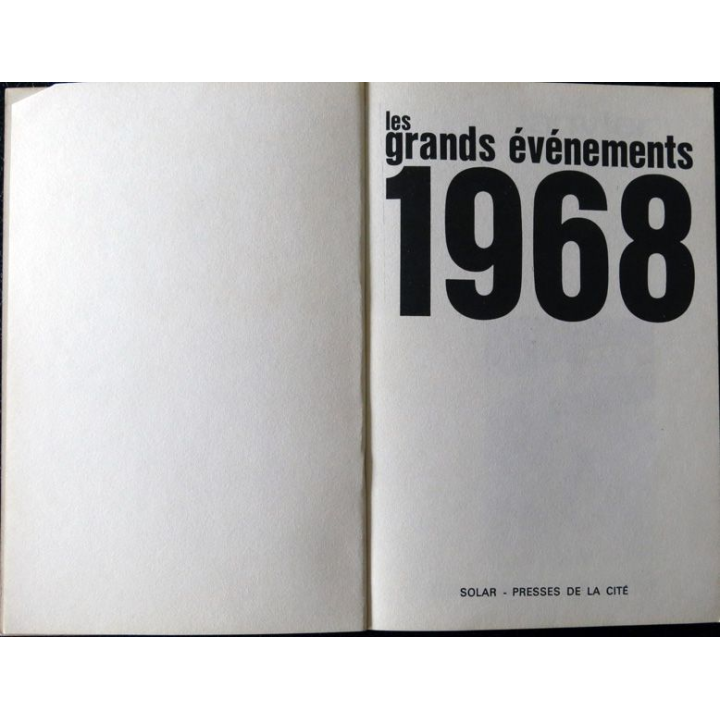 les
grands événements
1968
SOLAR - PRESSES DE LA CITÉ